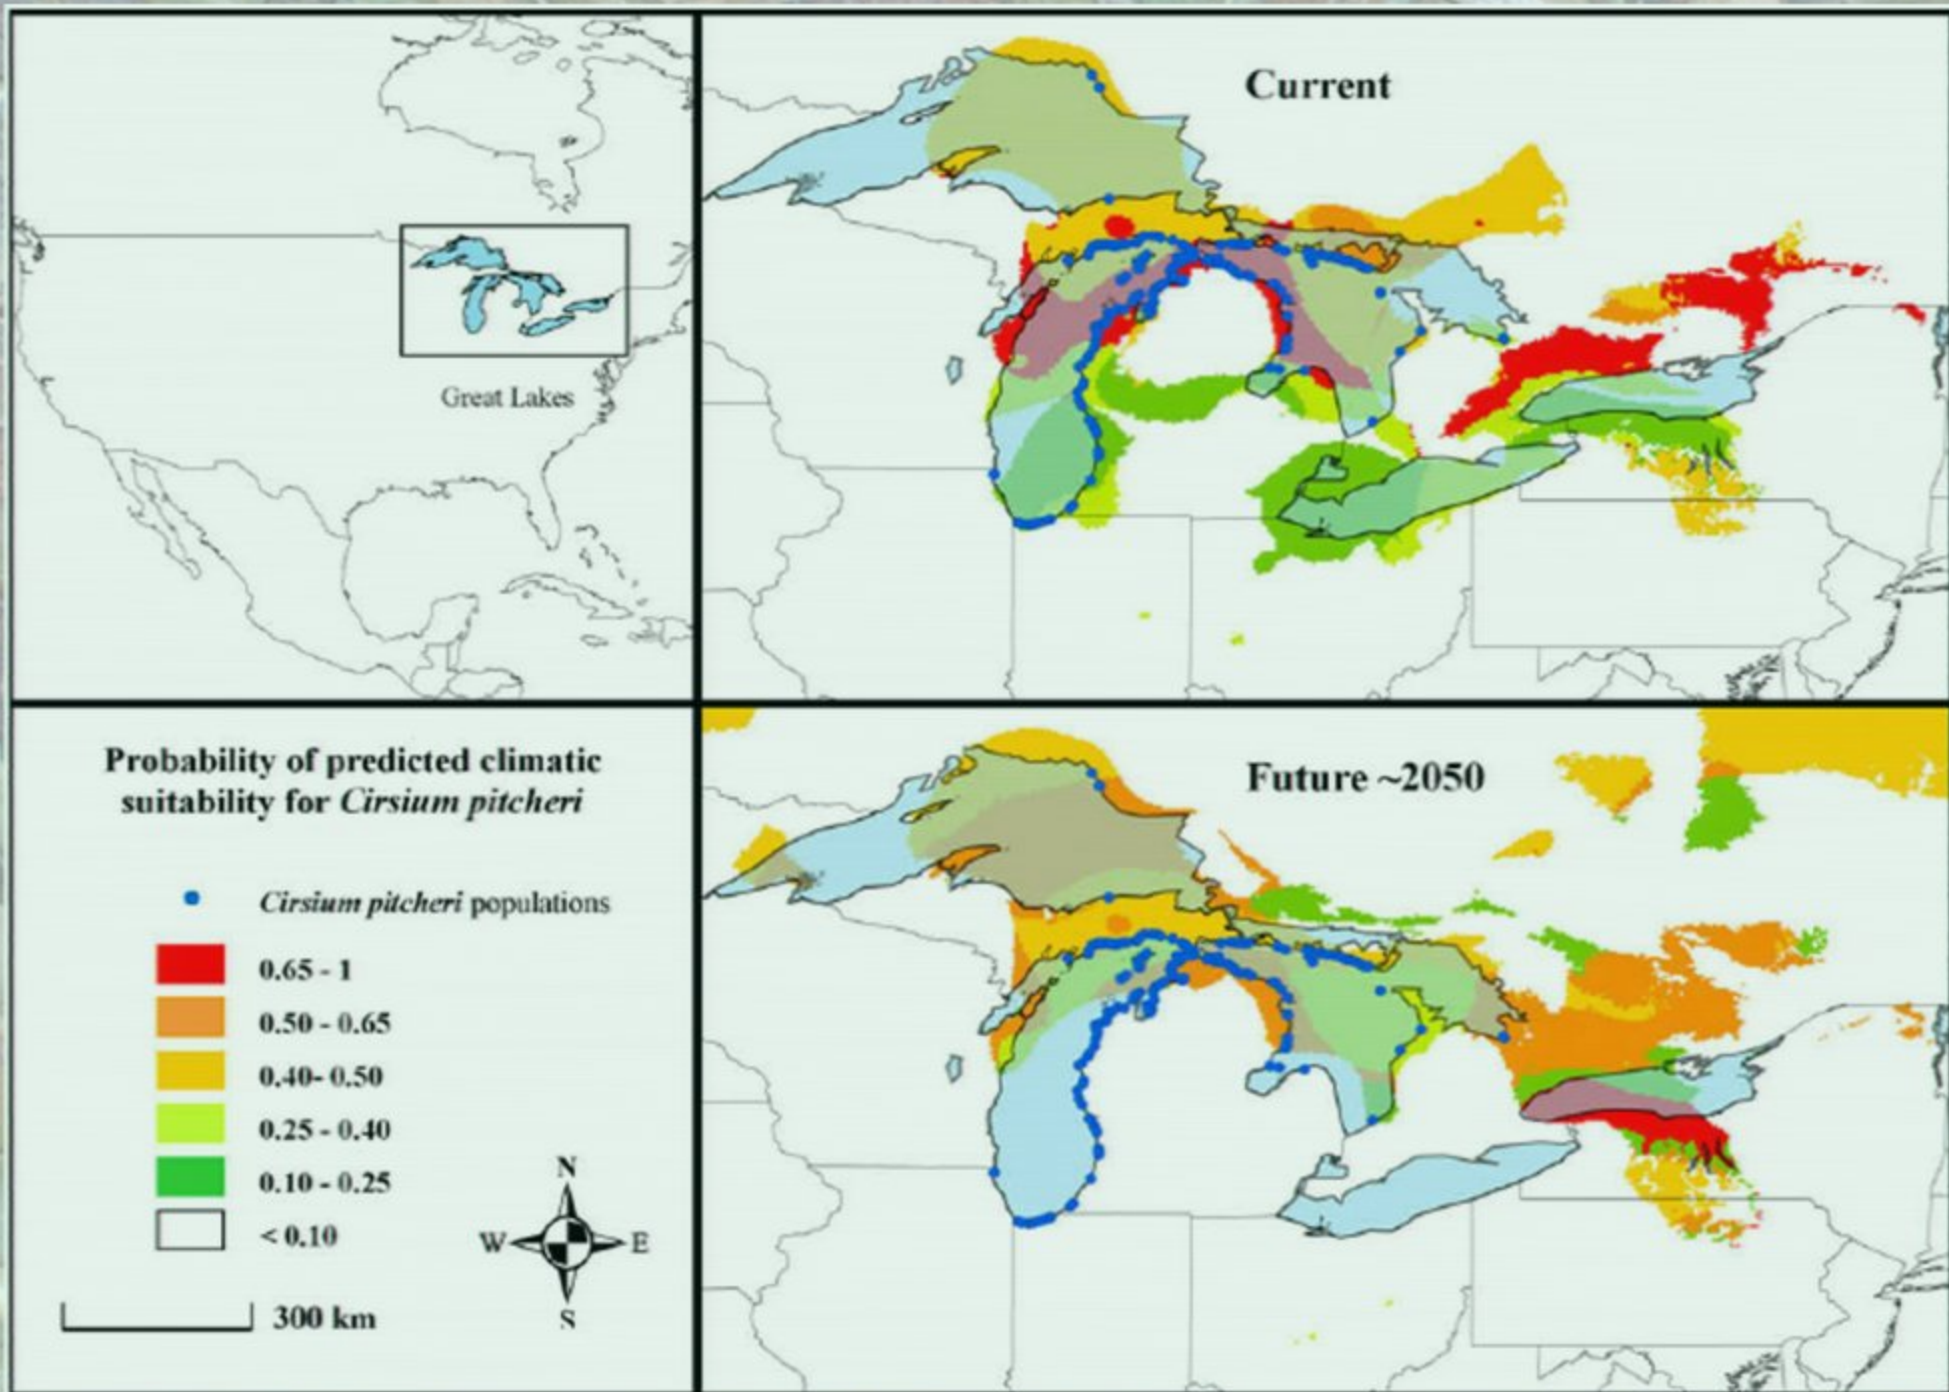 Current
Great Lakes
Probability of predicted climatic
suitability for Cirsium pitcheri
Cirsium pitcheri populations
0.65 - 1
0.50 - 0.65
0.40- 0.50
0.25 - 0.40
0.10 - 0.25
< 0.10
N
W E
S
300 km
Future ~2050